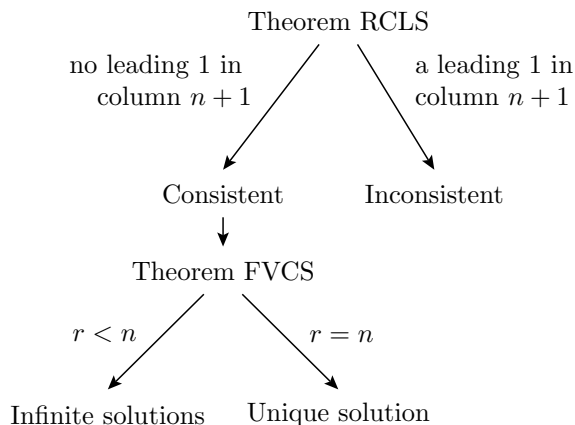 Theorem RCLS
no leading 1 in
column n + 1
a leading 1 in
column n + 1
Consistent
Inconsistent
Theorem FVCS
r < n
r = n
Infinite solutions
Unique solution